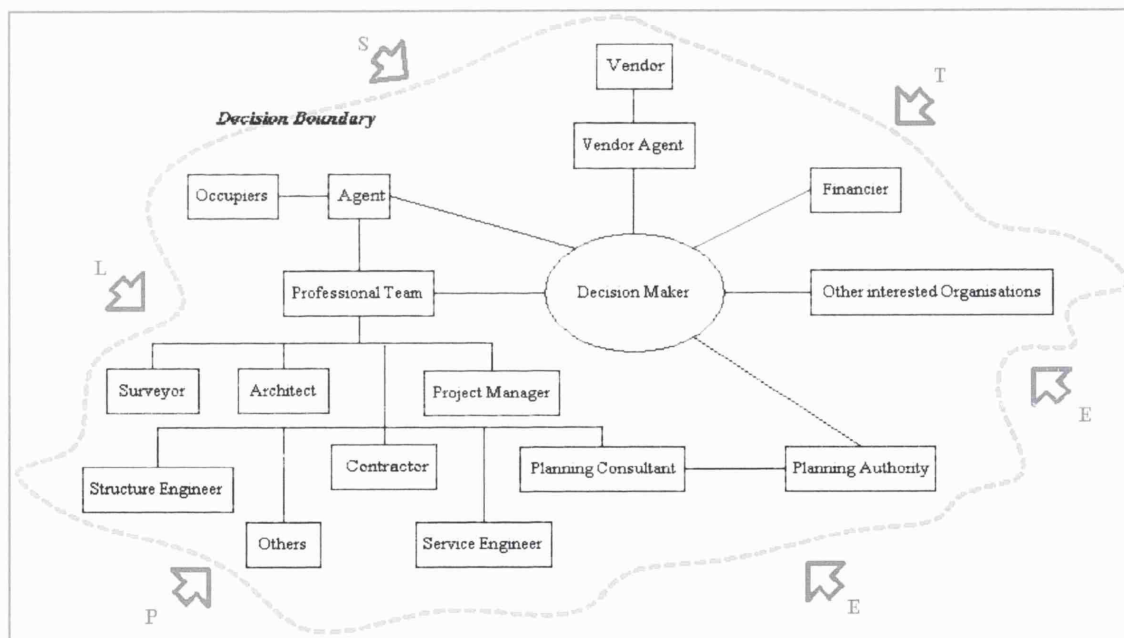 S
Vendor
T
Decision Boundary
Vendor Agent
Occupiers
Agent
Financier
L
Professional Team
Decision Maker
Other interested Organisations
Surveyor
Architect
Project Manager
E
Contractor
Planning Consultant
Planning Authority
Structure Engineer
Others
Service Engineer
P
E